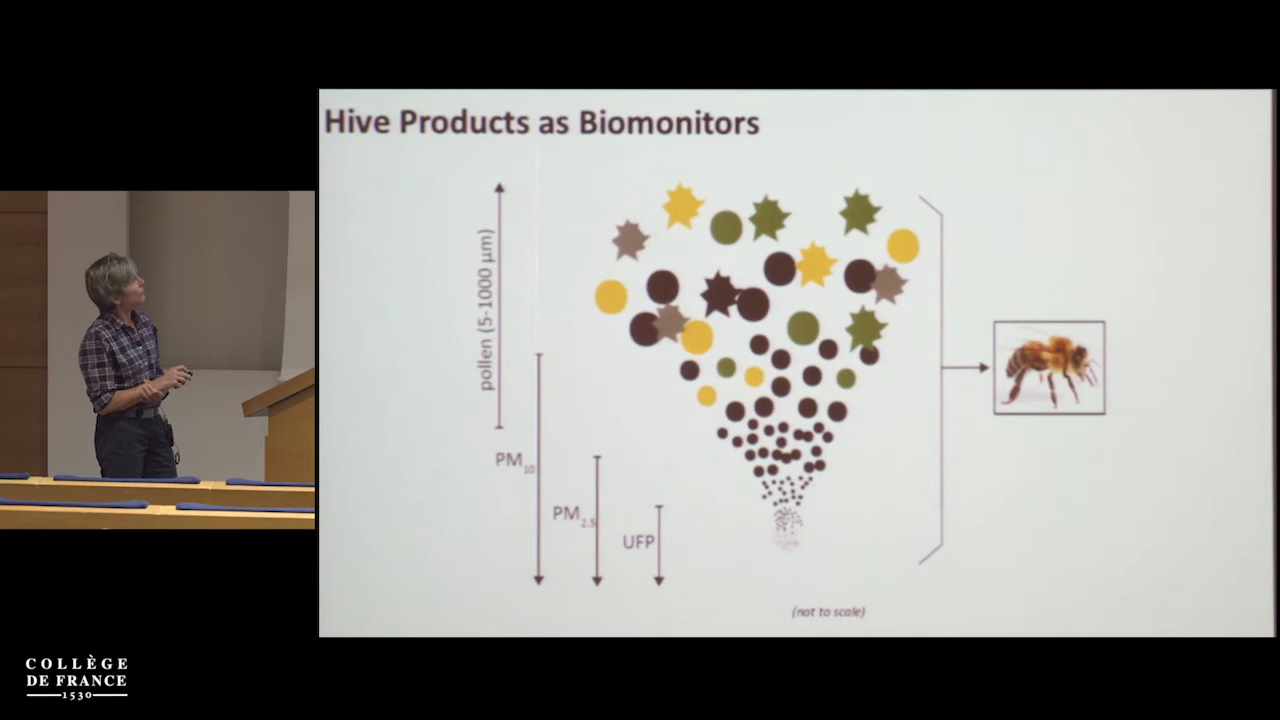 Hive Products as Biomonitors
pollen (5-1000 µm)
PM10
PM2.5
UFP
(not to scale)
COLLÈGE
DE FRANCE
1530